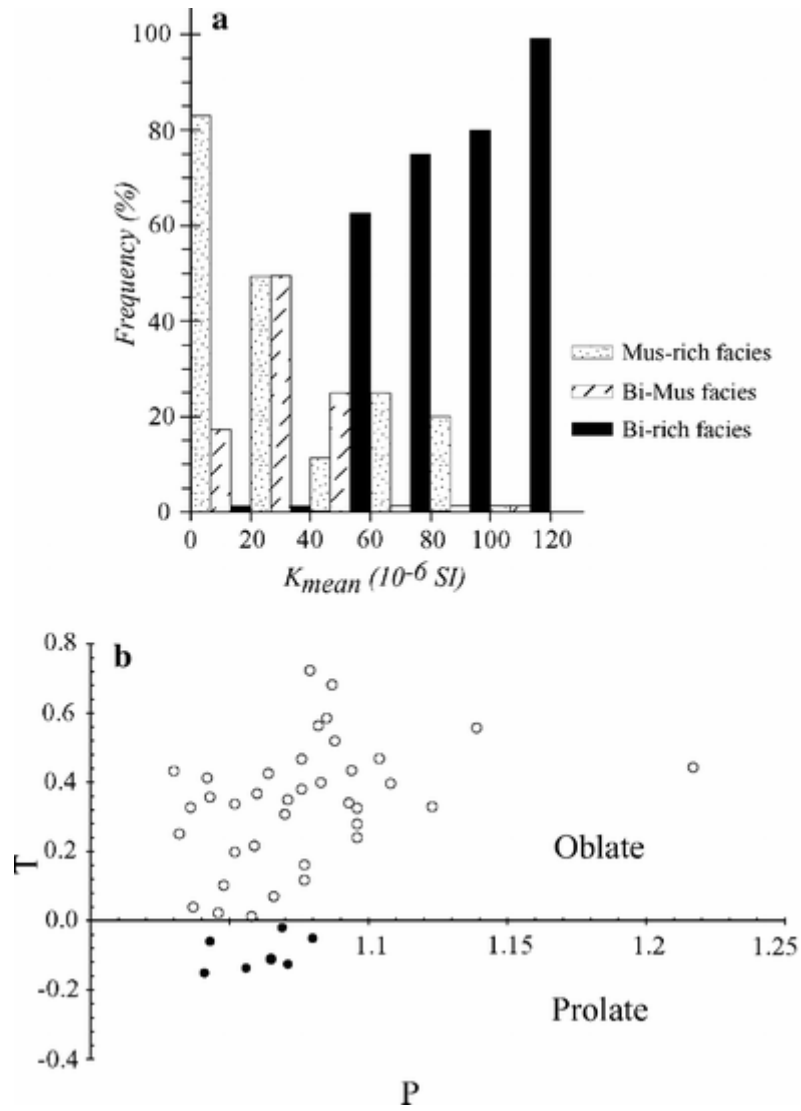 a
100
80
60
40
20
0
Frequency (%)
0 20 40 60 80 100 120
Kmean (10-6 SI)
Mus-rich facies
Bi-Mus facies
Bi-rich facies
b
0.8
0.6
0.4
0.2
0.0
-0.2
-0.4
T
Oblate
1.1 1.15 1.2 1.25
Prolate
P